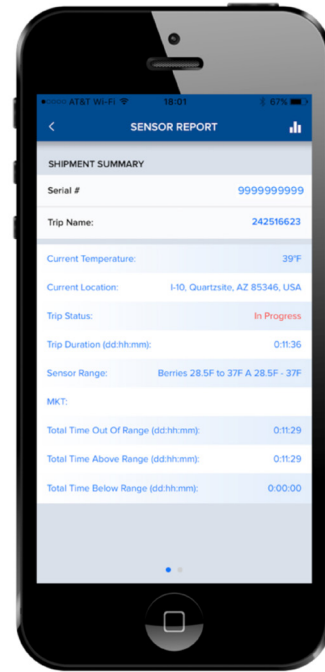 ●○○○○ AT&T Wi-Fi 18:01 67%
SENSOR REPORT
SHIPMENT SUMMARY
Serial # 9999999999
Trip Name: 242516623
Current Temperature: 39°F
Current Location: I-10, Quartzsite, AZ 85346, USA
Trip Status: In Progress
Trip Duration (dd:hh:mm): 0:11:36
Sensor Range: Berries 28.5F to 37F A 28.5F - 37F
MKT:
Total Time Out Of Range (dd:hh:mm): 0:11:29
Total Time Above Range (dd:hh:mm): 0:11:29
Total Time Below Range (dd:hh:mm): 0:00:00